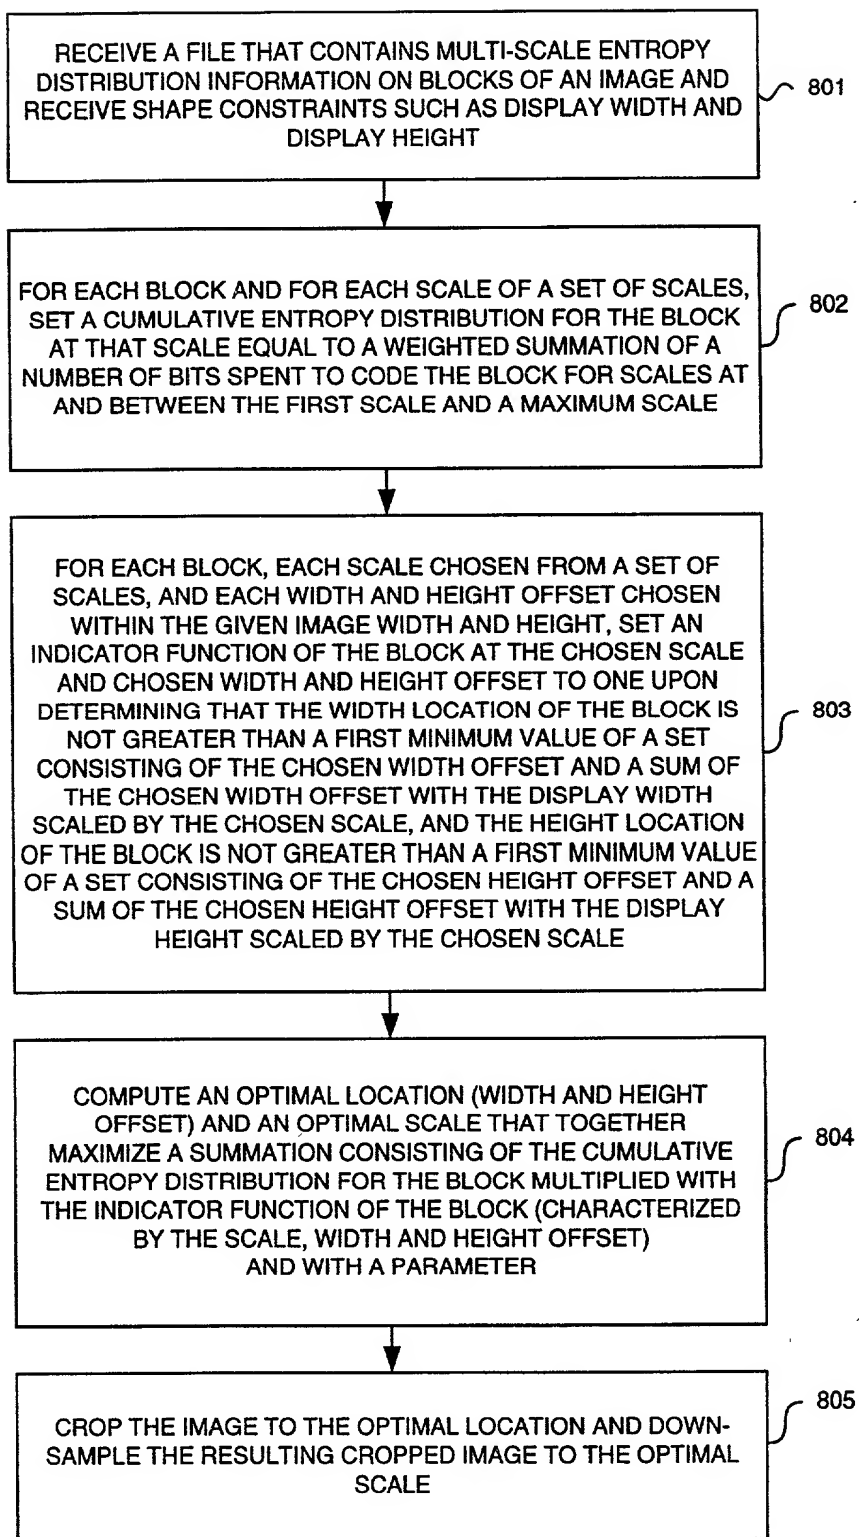 RECEIVE A FILE THAT CONTAINS MULTI-SCALE ENTROPY
DISTRIBUTION INFORMATION ON BLOCKS OF AN IMAGE AND
RECEIVE SHAPE CONSTRAINTS SUCH AS DISPLAY WIDTH AND
DISPLAY HEIGHT
801
FOR EACH BLOCK AND FOR EACH SCALE OF A SET OF SCALES,
SET A CUMULATIVE ENTROPY DISTRIBUTION FOR THE BLOCK
AT THAT SCALE EQUAL TO A WEIGHTED SUMMATION OF A
NUMBER OF BITS SPENT TO CODE THE BLOCK FOR SCALES AT
AND BETWEEN THE FIRST SCALE AND A MAXIMUM SCALE
802
FOR EACH BLOCK, EACH SCALE CHOSEN FROM A SET OF
SCALES, AND EACH WIDTH AND HEIGHT OFFSET CHOSEN
WITHIN THE GIVEN IMAGE WIDTH AND HEIGHT, SET AN
INDICATOR FUNCTION OF THE BLOCK AT THE CHOSEN SCALE
AND CHOSEN WIDTH AND HEIGHT OFFSET TO ONE UPON
DETERMINING THAT THE WIDTH LOCATION OF THE BLOCK IS
NOT GREATER THAN A FIRST MINIMUM VALUE OF A SET
CONSISTING OF THE CHOSEN WIDTH OFFSET AND A SUM OF
THE CHOSEN WIDTH OFFSET WITH THE DISPLAY WIDTH
SCALED BY THE CHOSEN SCALE, AND THE HEIGHT LOCATION
OF THE BLOCK IS NOT GREATER THAN A FIRST MINIMUM VALUE
OF A SET CONSISTING OF THE CHOSEN HEIGHT OFFSET AND A
SUM OF THE CHOSEN HEIGHT OFFSET WITH THE DISPLAY
HEIGHT SCALED BY THE CHOSEN SCALE
803
COMPUTE AN OPTIMAL LOCATION (WIDTH AND HEIGHT
OFFSET) AND AN OPTIMAL SCALE THAT TOGETHER
MAXIMIZE A SUMMATION CONSISTING OF THE CUMULATIVE
ENTROPY DISTRIBUTION FOR THE BLOCK MULTIPLIED WITH
THE INDICATOR FUNCTION OF THE BLOCK (CHARACTERIZED
BY THE SCALE, WIDTH AND HEIGHT OFFSET)
AND WITH A PARAMETER
804
CROP THE IMAGE TO THE OPTIMAL LOCATION AND DOWN-
SAMPLE THE RESULTING CROPPED IMAGE TO THE OPTIMAL
SCALE
805